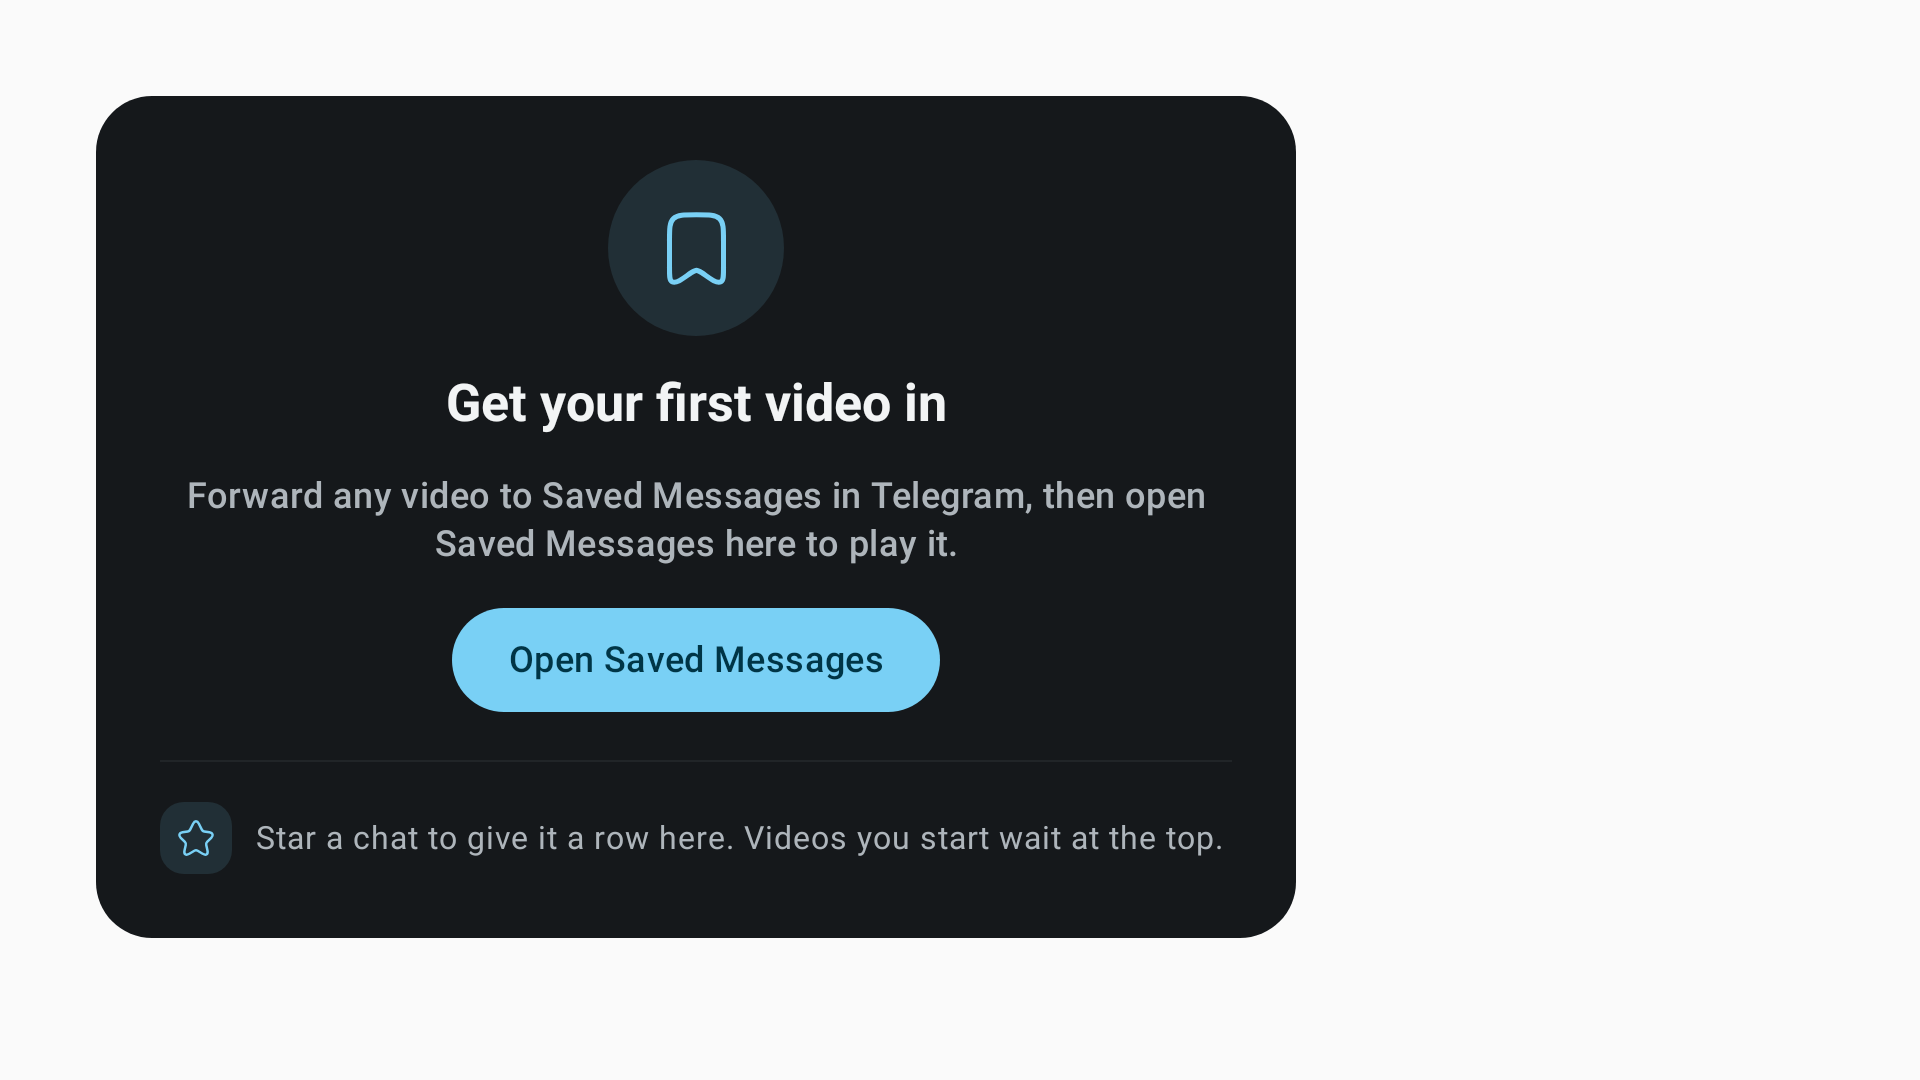 Get your first video in
Forward any video to Saved Messages in Telegram, then open
Saved Messages here to play it.
Open Saved Messages
Star a chat to give it a row here. Videos you start wait at the top.